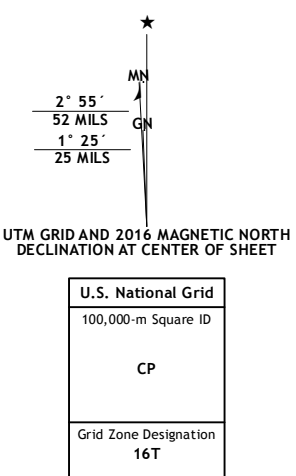 MN
2° 55´
52 MILS
GN
1° 25´
25 MILS
UTM GRID AND 2016 MAGNETIC NORTH
DECLINATION AT CENTER OF SHEET
U.S. National Grid
100,000-m Square ID
CP
Grid Zone Designation
16T